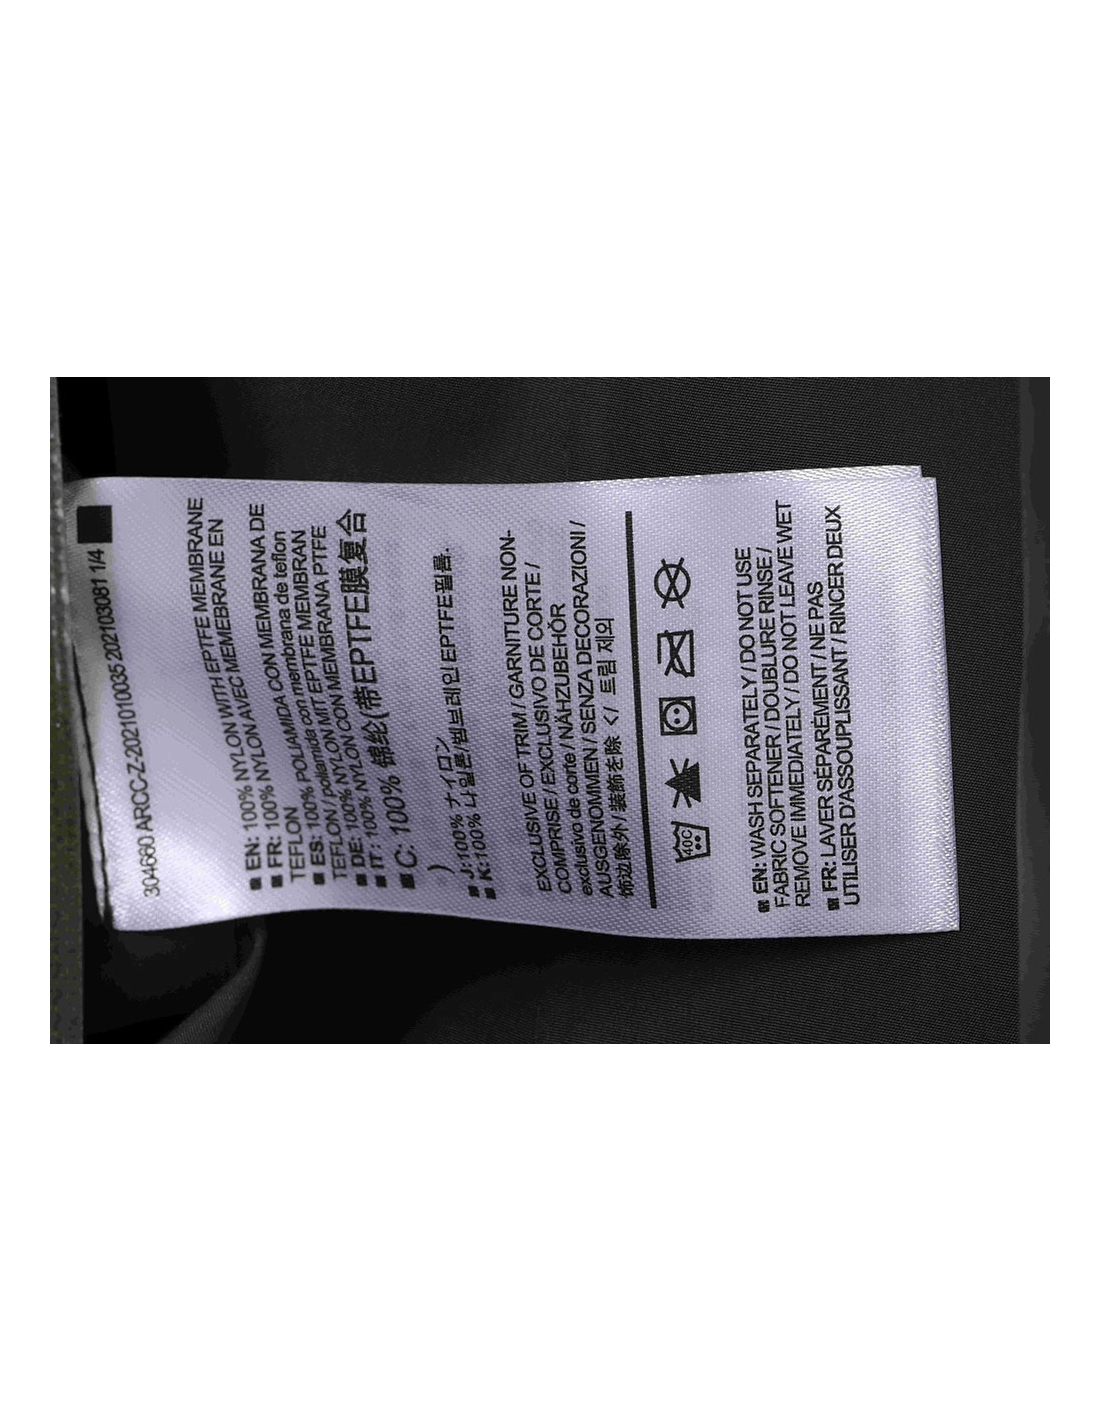 304660 ARCC-Z-202101003520210308​1 1/4
EN: 100% NYLON WITH EPTFE MEMBRANE
FR: 100% NYLON AVEC MEMEBRANE EN
TEFLON
ES: 100% POLIAMIDA CON MEMBRANA DE
TEFLON / poliamida con membrana de teflon
DE: 100% NYLON MIT EPTFE MEMBRAN
IT: 100% NYLON CON MEMBRANA PTFE
C: 100% 锦纶(带EPTFE膜复合
)
J:100% ナイロン
K:100% 나일론/멤브레인EPTFE필름.
EXCLUSIVE OF TRIM / GARNITURE NON-
COMPRISE / EXCLUSIVO DE CORTE /
exclusivo de corte / NÄHZUBEHÖR
AUSGENOMMEN / SENZA DECORAZIONI /
饰边除外 / 装飾を除く / 트림 제외
40C
EN: WASH SEPARATELY / DO NOT USE
FABRIC SOFTENER / DOUBLURE RINSE /
REMOVE IMMEDIATELY / DO NOT LEAVE WET
FR: LAVER SÉPARÉMENT / NE PAS
UTILISER D'ASSOUPLISSANT / RINCER DEUX